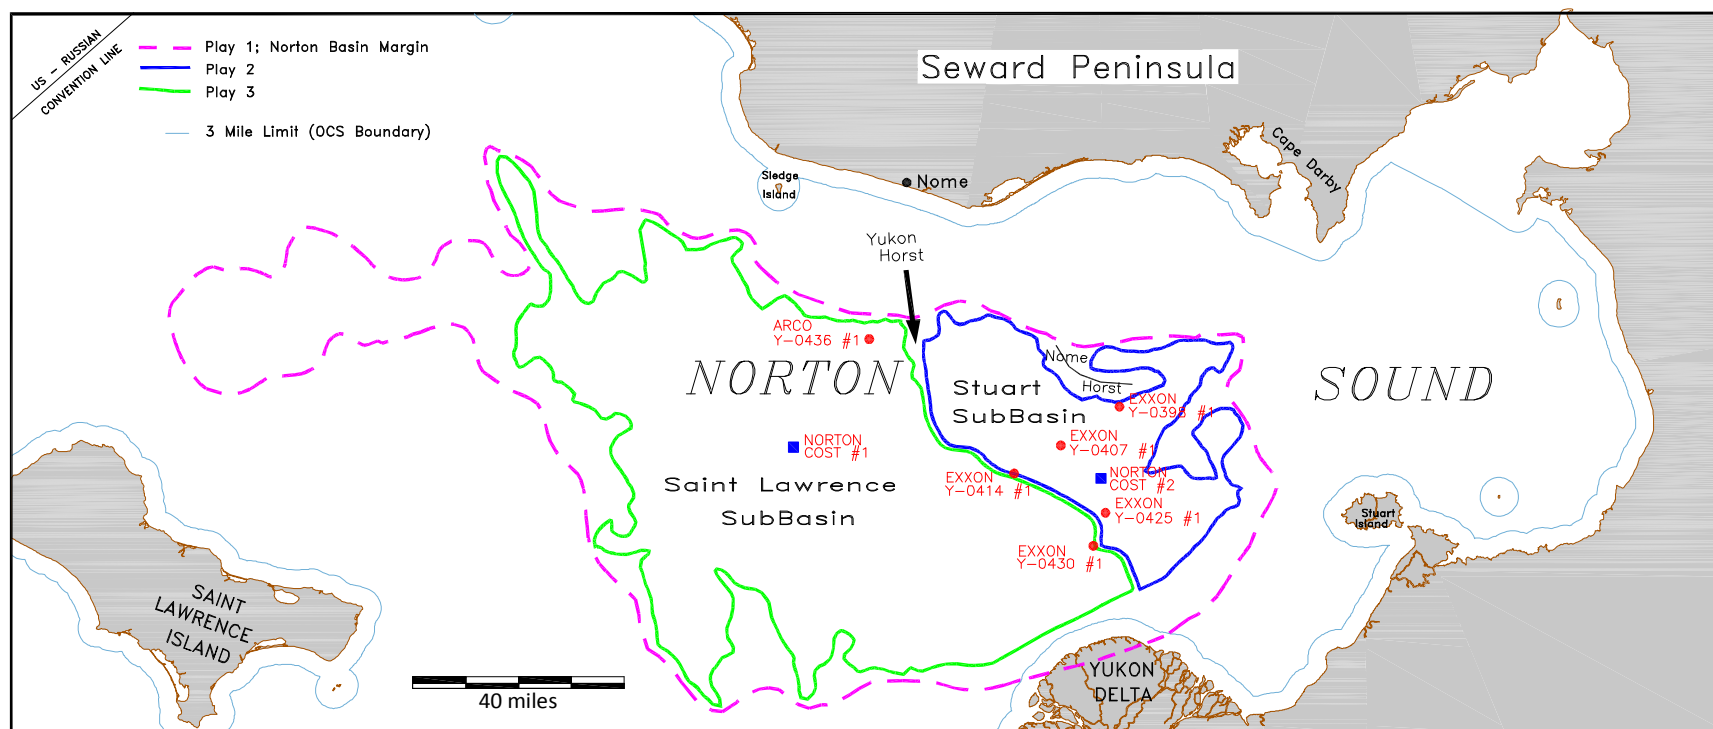 US - RUSSIAN
CONVENTION LINE
Play 1; Norton Basin Margin
Play 2
Play 3
3 Mile Limit (OCS Boundary)
Seward Peninsula
Cape Darby
Sledge
Island
Nome
Yukon
Horst
ARCO
Y-0436 #1
NORTON
SOUND
Nome
Horst
Stuart
SubBasin
EXXON
Y-0398 #1
EXXON
Y-0407 #1
NORTON
COST #1
NORTON
COST #2
EXXON
Y-0414 #1
Saint Lawrence
SubBasin
EXXON
Y-0425 #1
Stuart
Island
EXXON
Y-0430 #1
SAINT
LAWRENCE
ISLAND
YUKON
DELTA
40 miles